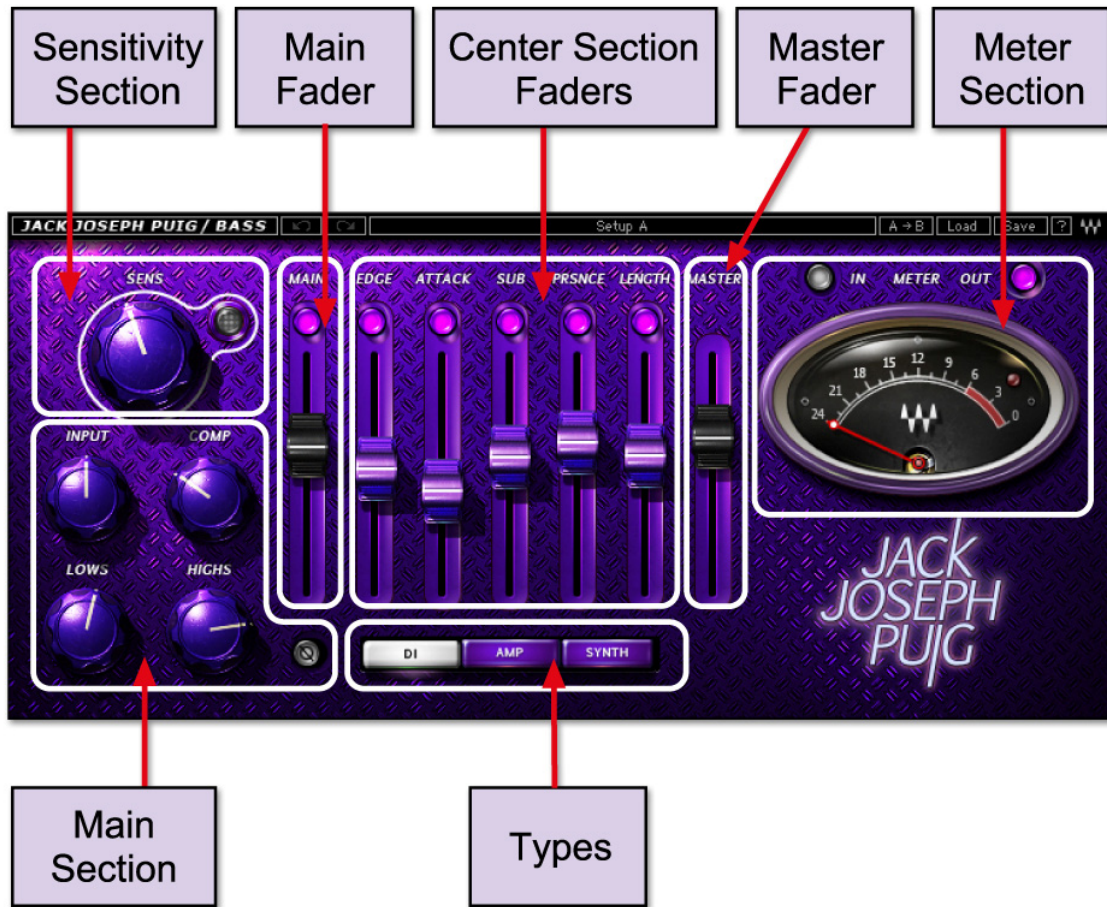 Sensitivity
Section
Main
Fader
Center Section
Faders
Master
Fader
Meter
Section
JACK JOSEPH PUIG / BASS
Setup A
A → B
Load
Save
?
SENS
MAIN
EDGE
ATTACK
SUB
PRSNCE
LENGTH
MASTER
IN
METER
OUT
24
21
18
15
12
9
6
3
0
INPUT
COMP
LOWS
HIGHS
DI
AMP
SYNTH
JACK
JOSEPH
PUIG
Main
Section
Types